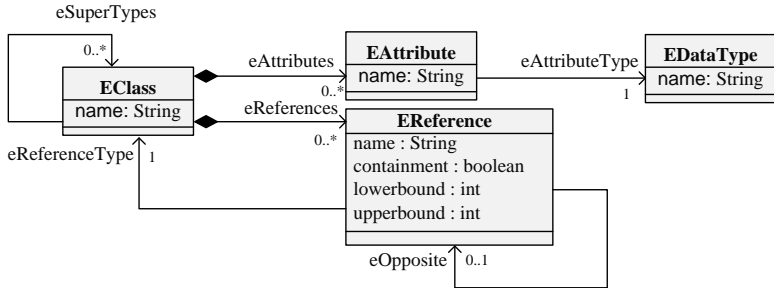 eSuperTypes
0..*
EClass
name: String
eAttributes
0..*
EAttribute
name: String
eAttributeType
1
EDataType
name: String
eReferences
0..*
EReference
name : String
containment : boolean
lowerbound : int
upperbound : int
eReferenceType
1
eOpposite
0..1